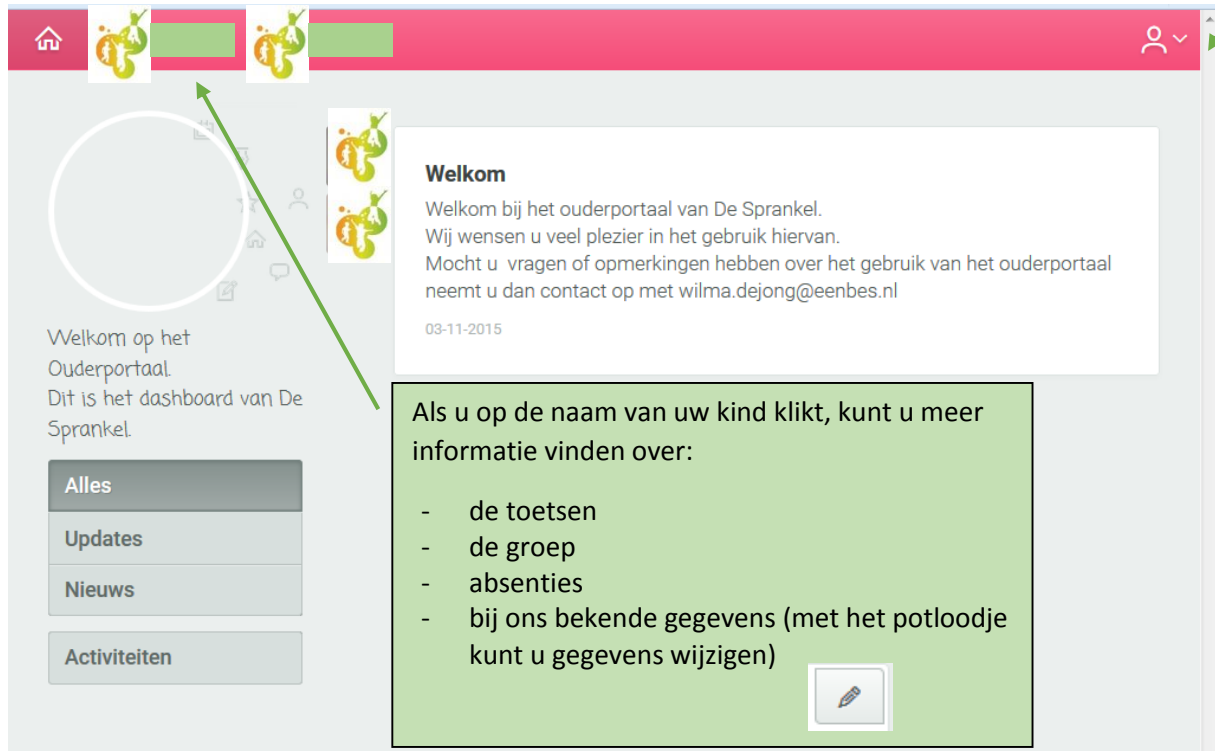 Welkom
Welkom bij het ouderportaal van De Sprankel.
Wij wensen u veel plezier in het gebruik hiervan.
Mocht u  vragen of opmerkingen hebben over het gebruik van het ouderportaal
neemt u dan contact op met wilma.dejong@eenbes.nl
03-11-2015
Welkom op het
Ouderportaal.
Dit is het dashboard van De
Sprankel.
Alles
Updates
Nieuws
Activiteiten
Als u op de naam van uw kind klikt, kunt u meer
informatie vinden over:
- de toetsen
- de groep
- absenties
- bij ons bekende gegevens (met het potloodje
kunt u gegevens wijzigen)